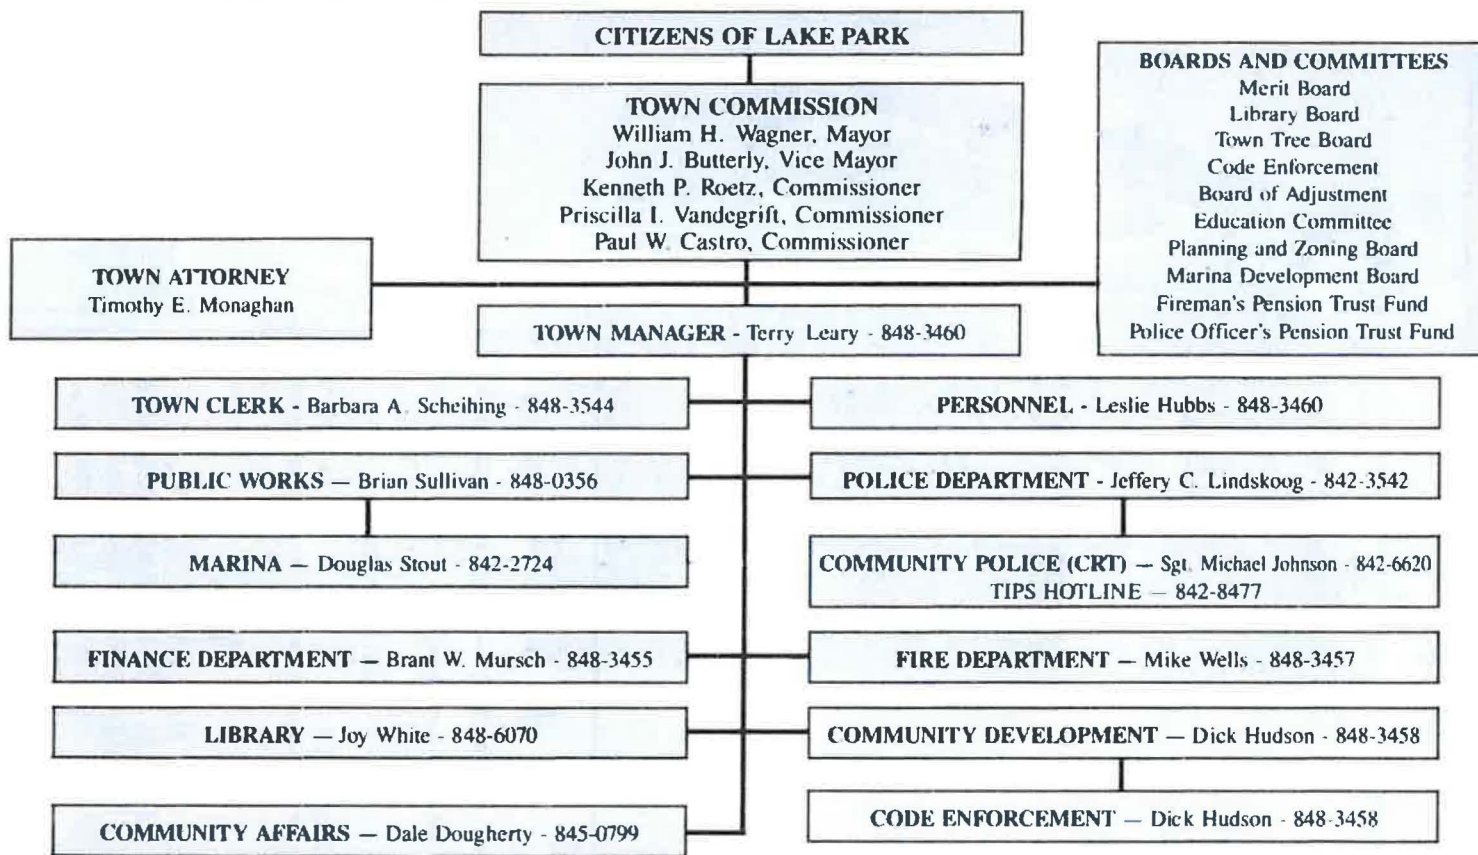 CITIZENS OF LAKE PARK
TOWN COMMISSION
William H. Wagner, Mayor
John J. Butterly, Vice Mayor
Kenneth P. Roetz, Commissioner
Priscilla I. Vandegrift, Commissioner
Paul W. Castro, Commissioner
BOARDS AND COMMITTEES
Merit Board
Library Board
Town Tree Board
Code Enforcement
Board of Adjustment
Education Committee
Planning and Zoning Board
Marina Development Board
Fireman's Pension Trust Fund
Police Officer's Pension Trust Fund
TOWN ATTORNEY
Timothy E. Monaghan
TOWN MANAGER - Terry Leary - 848-3460
TOWN CLERK - Barbara A. Scheihing - 848-3544
PERSONNEL - Leslie Hubbs - 848-3460
PUBLIC WORKS — Brian Sullivan - 848-0356
POLICE DEPARTMENT - Jeffery C. Lindskoog - 842-3542
MARINA — Douglas Stout - 842-2724
COMMUNITY POLICE (CRT) — Sgt. Michael Johnson - 842-6620
TIPS HOTLINE — 842-8477
FINANCE DEPARTMENT — Brant W. Mursch - 848-3455
FIRE DEPARTMENT — Mike Wells - 848-3457
LIBRARY — Joy White - 848-6070
COMMUNITY DEVELOPMENT — Dick Hudson - 848-3458
COMMUNITY AFFAIRS — Dale Dougherty - 845-0799
CODE ENFORCEMENT — Dick Hudson - 848-3458